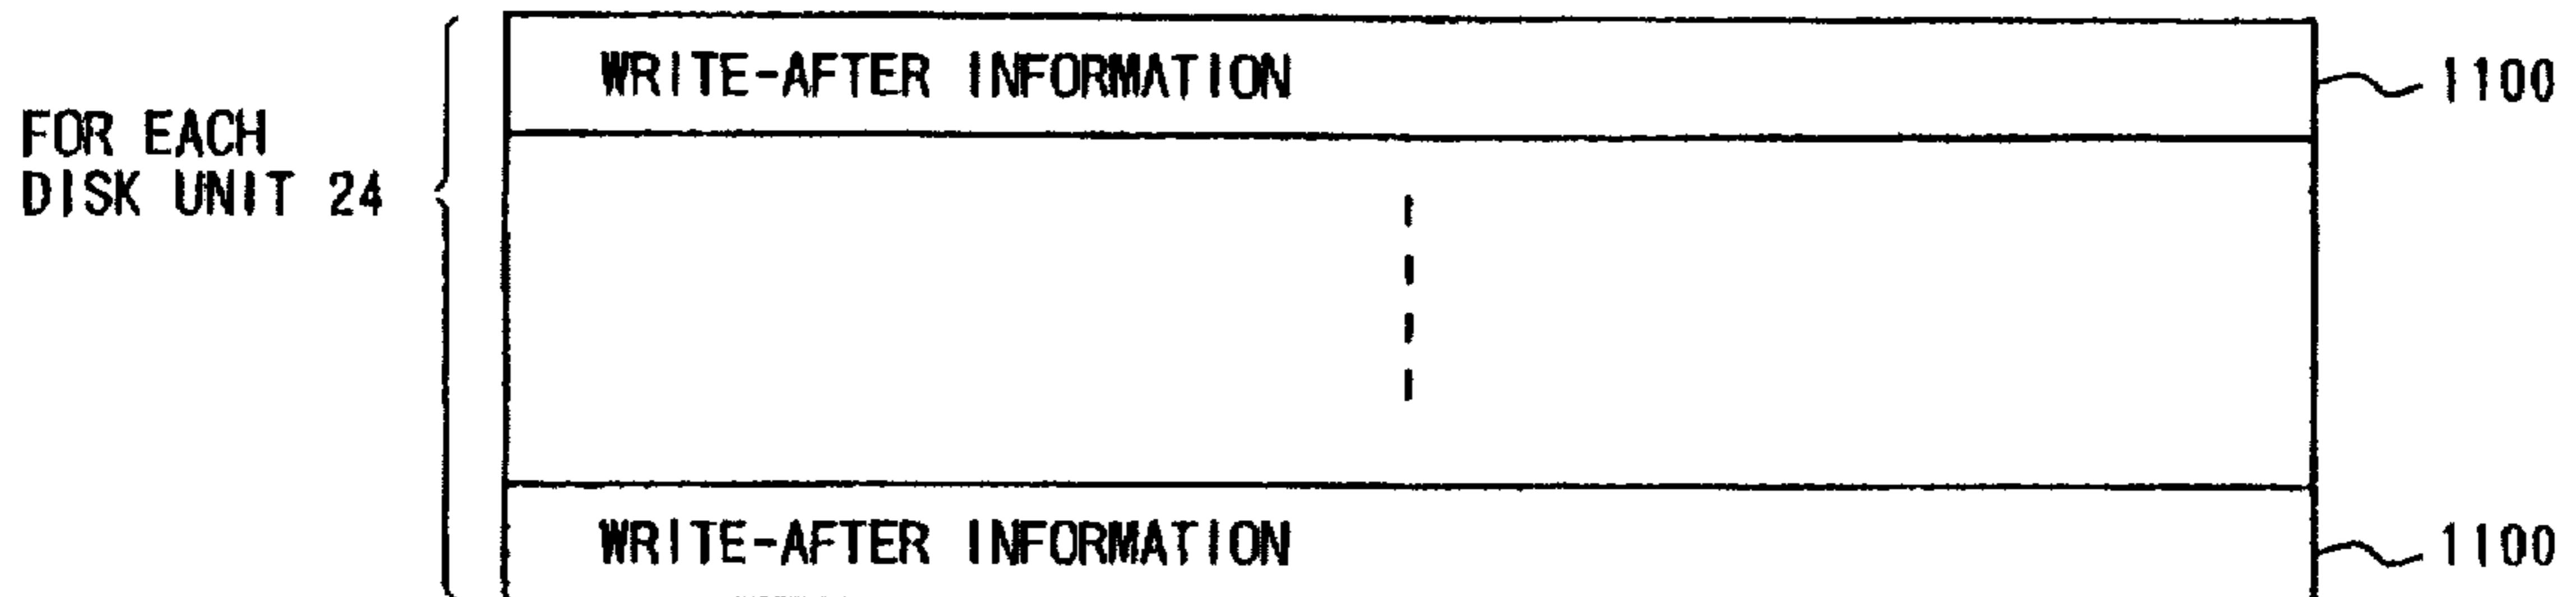 WRITE-AFTER INFORMATION
1100
FOR EACH
DISK UNIT 24
WRITE-AFTER INFORMATION
1100